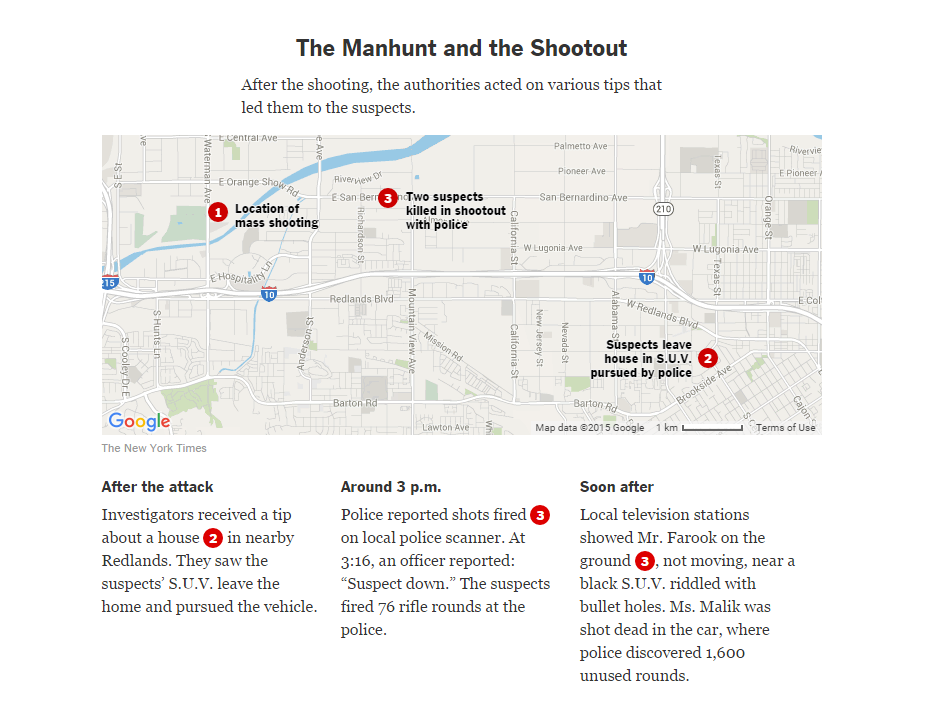 The Manhunt and the Shootout
After the shooting, the authorities acted on various tips that
led them to the suspects.
E Central Ave
Palmetto Ave
Pioneer Ave
E Pioneer
S Waterman Ave
E Orange Show Rd
Riverview Dr
San Bernardino Ave
1
Location of
mass shooting
3
Two suspects
killed in shootout
with police
Richardson St
California St
Texas St
Orange St
210
W Lugonia Ave
W Lugonia Ave
Texas St
E Hospitality Ln
215
10
10
Redlands Blvd
W Redlands Blvd
E Col
S Hunts Ln
S Cooley Dr E
Anderson St
Mountain View Ave
Mission Rd
California St
New Jersey St
Nevada St
Alabama S
Suspects leave
house in S.U.V.
pursued by police
2
Brookside Ave
Cajon
Barton Rd
Barton Rd
Lawton Ave
Google
Map data ©2015 Google
1 km
Terms of Use
The New York Times
After the attack
Investigators received a tip
about a house 2 in nearby
Redlands. They saw the
suspects’ S.U.V. leave the
home and pursued the vehicle.
Around 3 p.m.
Police reported shots fired 3
on local police scanner. At
3:16, an officer reported:
“Suspect down.” The suspects
fired 76 rifle rounds at the
police.
Soon after
Local television stations
showed Mr. Farook on the
ground 3, not moving, near a
black S.U.V. riddled with
bullet holes. Ms. Malik was
shot dead in the car, where
police discovered 1,600
unused rounds.